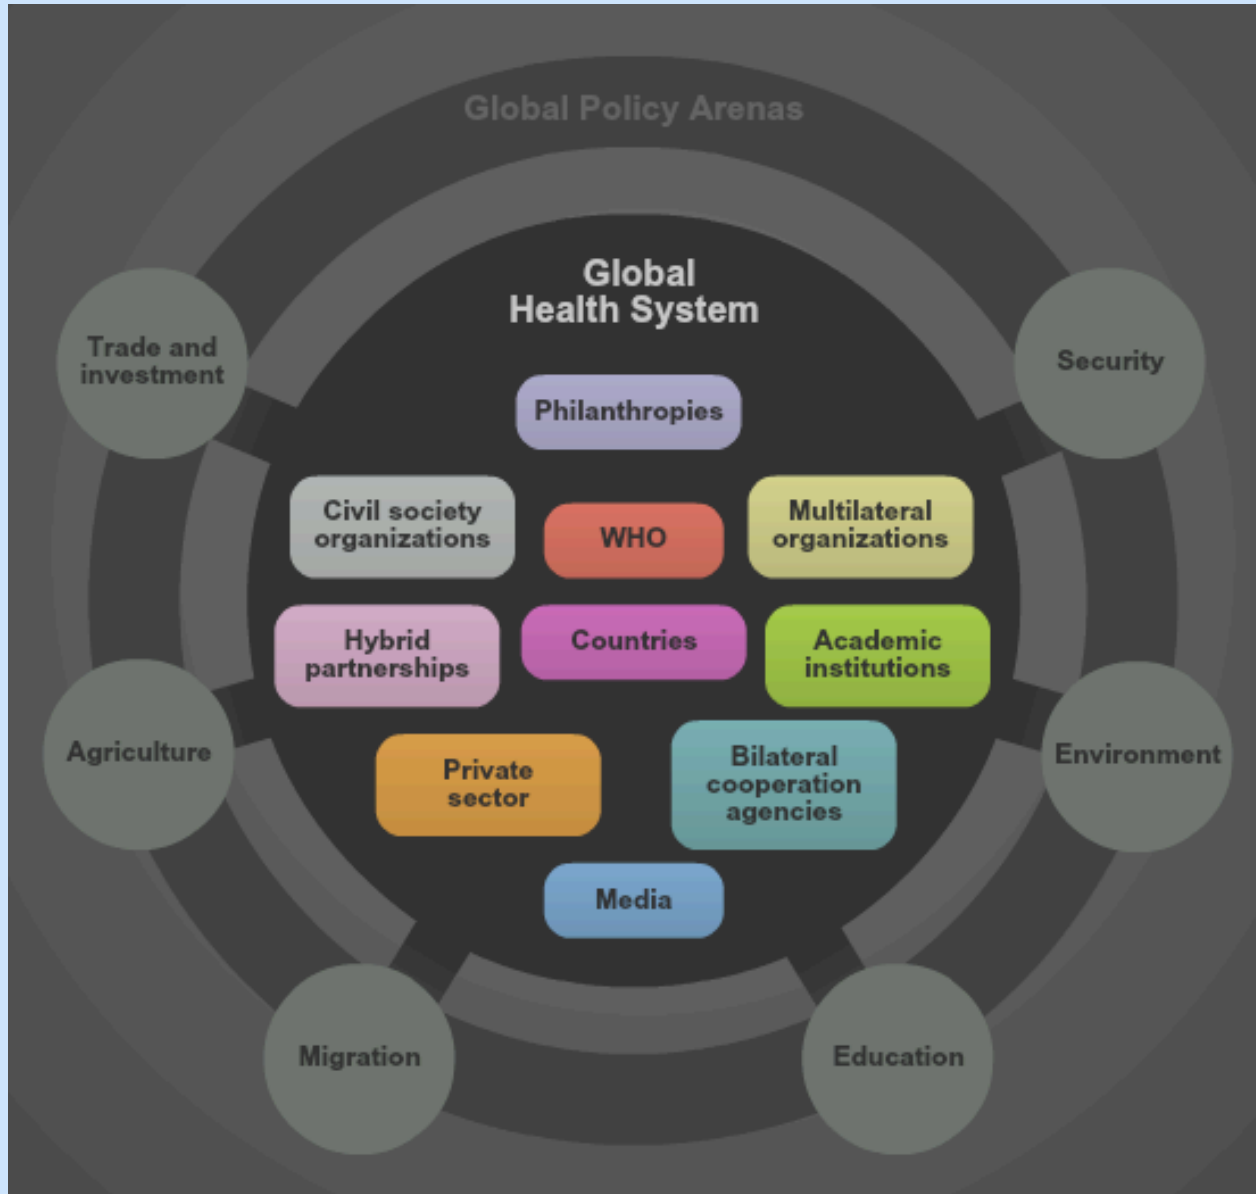 Global Policy Arenas
Global
Health System
Trade and
investment
Security
Philanthropies
Civil society
organizations
WHO
Multilateral
organizations
Hybrid
partnerships
Countries
Academic
institutions
Agriculture
Environment
Private
sector
Bilateral
cooperation
agencies
Media
Migration
Education